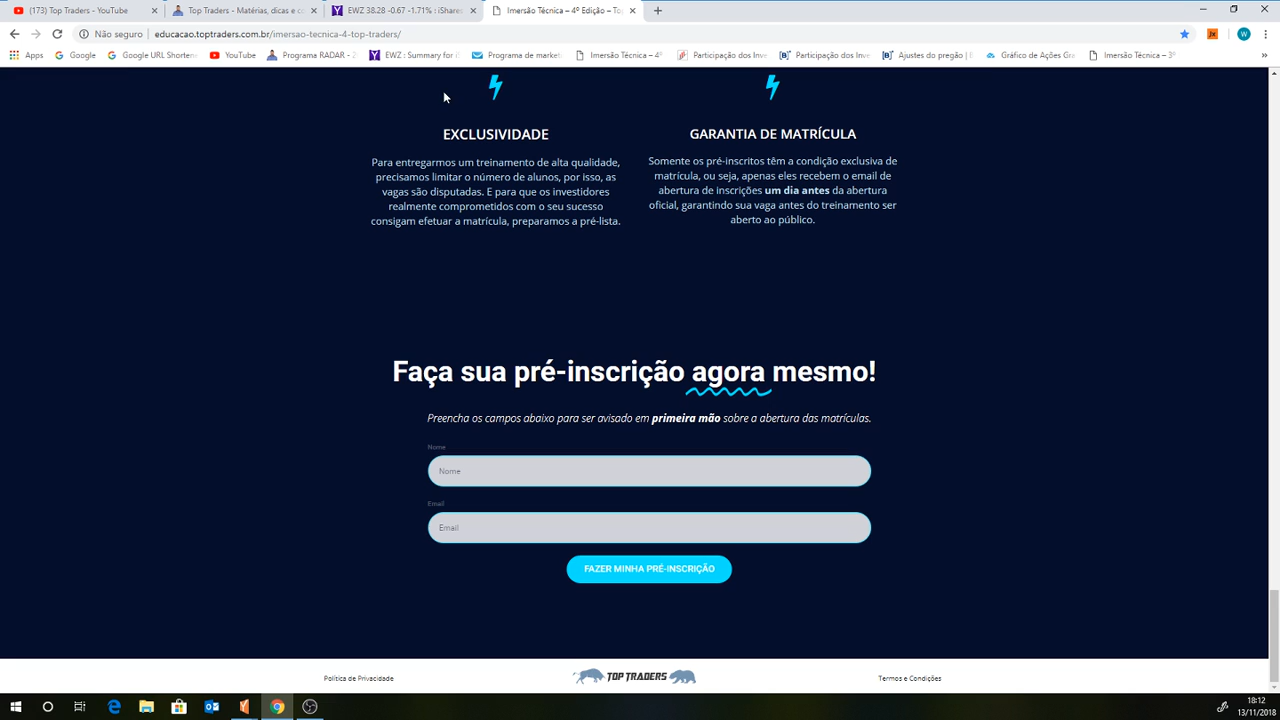 (173) Top Traders - YouTube
Top Traders - Matérias, dicas e co
EWZ 38.28 -0.67 -1.71% : iShares
Imersão Técnica – 4º Edição – To
Não seguro
educacao.toptraders.com.br/imersao-tecnica-4-top-traders/
Apps
Google
Google URL Shorten
YouTube
Programa RADAR - 2
EWZ : Summary for i
Programa de market
Imersão Técnica – 4º
Participação dos Inve
Participação dos Inve
Ajustes do pregão |
Gráfico de Ações Gra
Imersão Técnica – 3º
EXCLUSIVIDADE
Para entregarmos um treinamento de alta qualidade,
precisamos limitar o número de alunos, por isso, as
vagas são disputadas. E para que os investidores
realmente comprometidos com o seu sucesso
consigam efetuar a matrícula, preparamos a pré-lista.
GARANTIA DE MATRÍCULA
Somente os pré-inscritos têm a condição exclusiva de
matrícula, ou seja, apenas eles recebem o email de
abertura de inscrições um dia antes da abertura
oficial, garantindo sua vaga antes do treinamento ser
aberto ao público.
Faça sua pré-inscrição agora mesmo!
Preencha os campos abaixo para ser avisado em primeira mão sobre a abertura das matrículas.
Nome
Nome
Email
Email
FAZER MINHA PRÉ-INSCRIÇÃO
Política de Privacidade
TOP TRADERS
Termos e Condições
18:12
13/11/2018